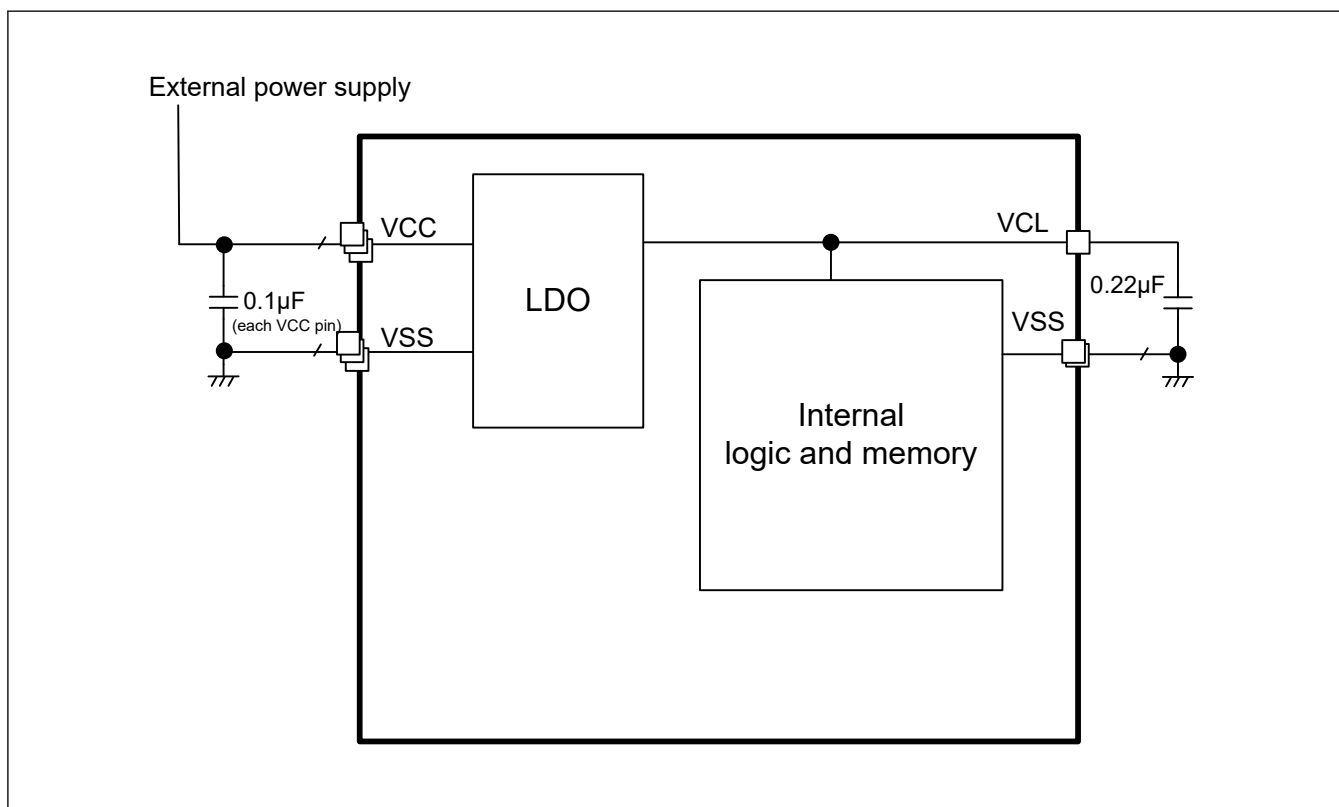 External power supply
VCC
VCL
LDO
0.1µF
(each VCC pin)
0.22µF
VSS
VSS
Internal
logic and memory